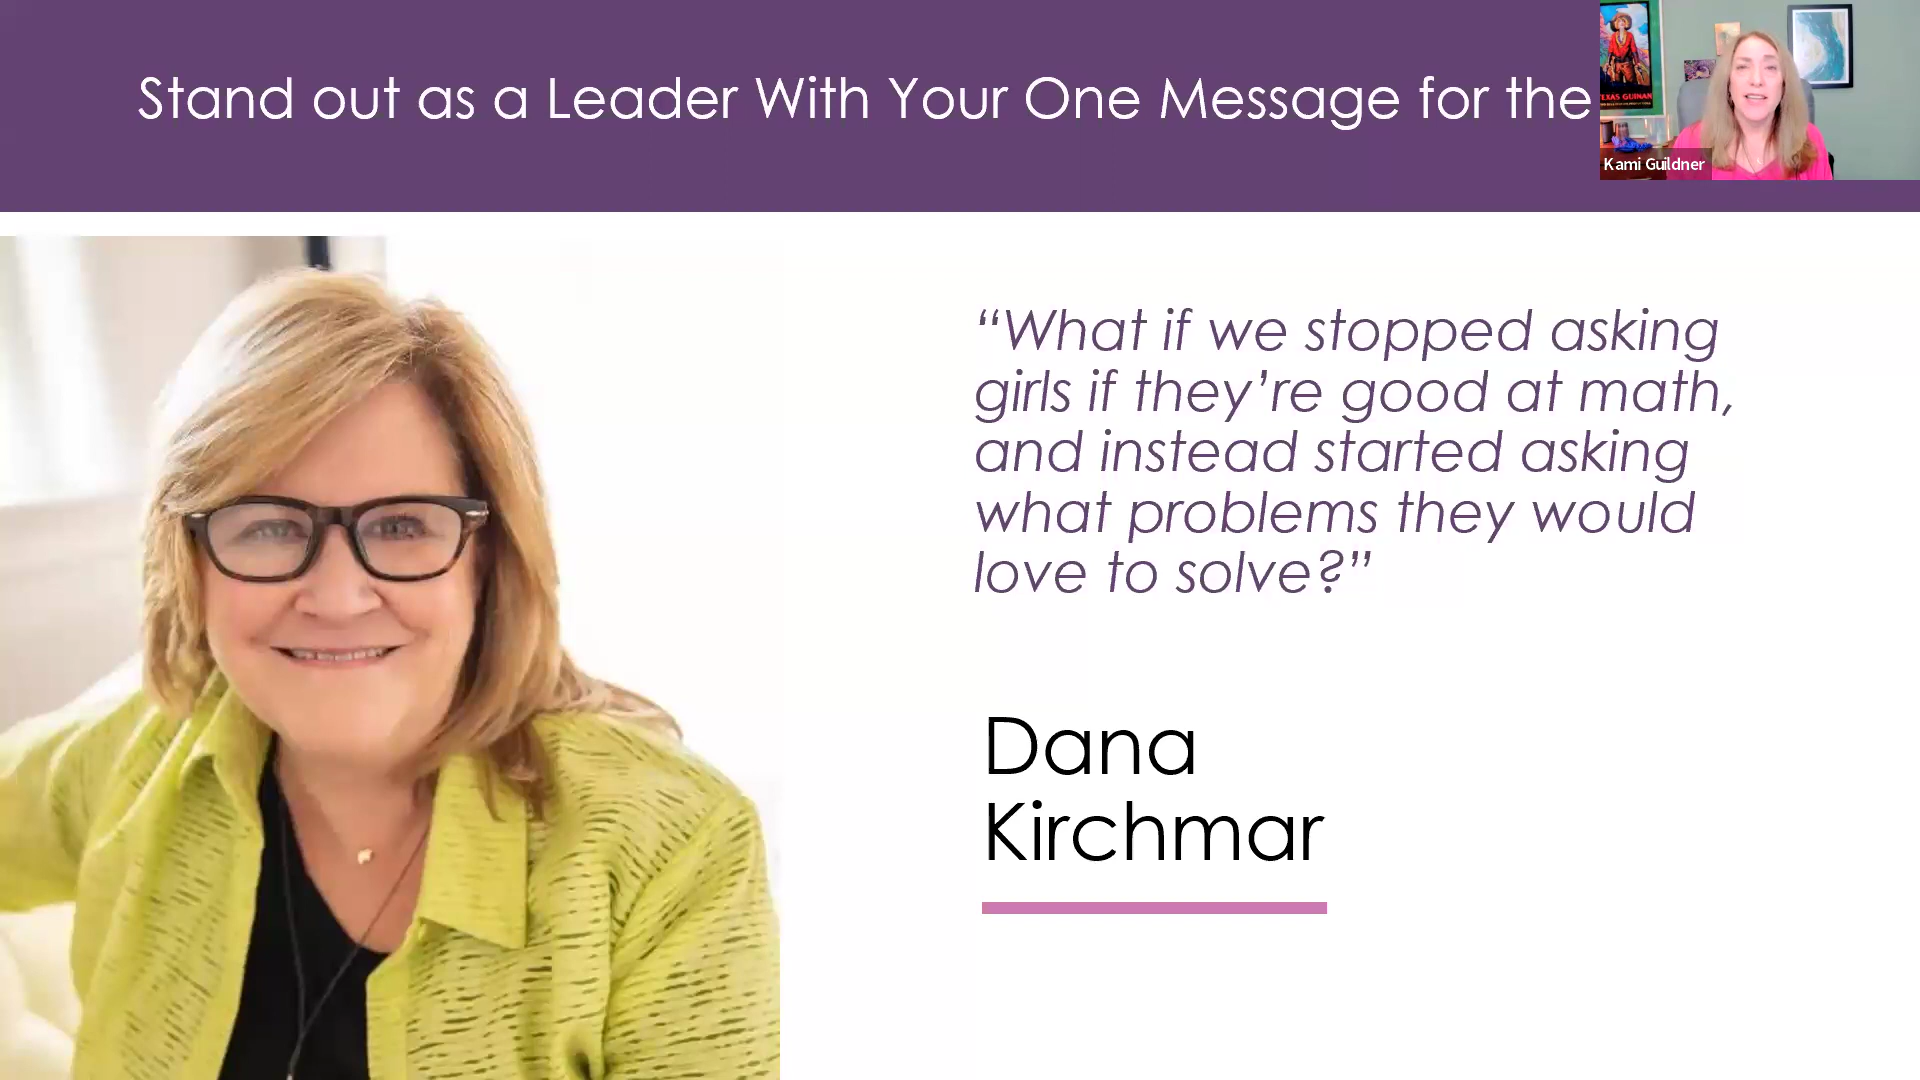 Stand out as a Leader With Your One Message for the
Kami Guildner
“What if we stopped asking
girls if they’re good at math,
and instead started asking
what problems they would
love to solve?”
Dana
Kirchmar